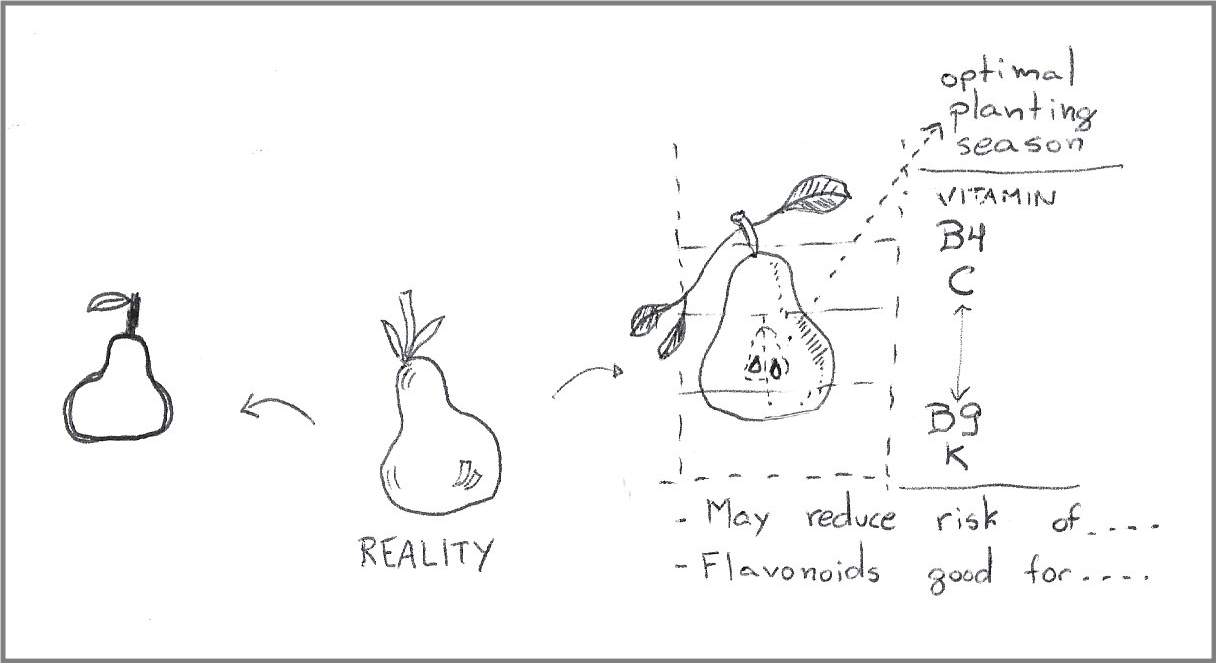 optimal
planting
season
VITAMIN
B4
C
B9
K
REALITY
- May reduce risk of....
- Flavonoids good for....